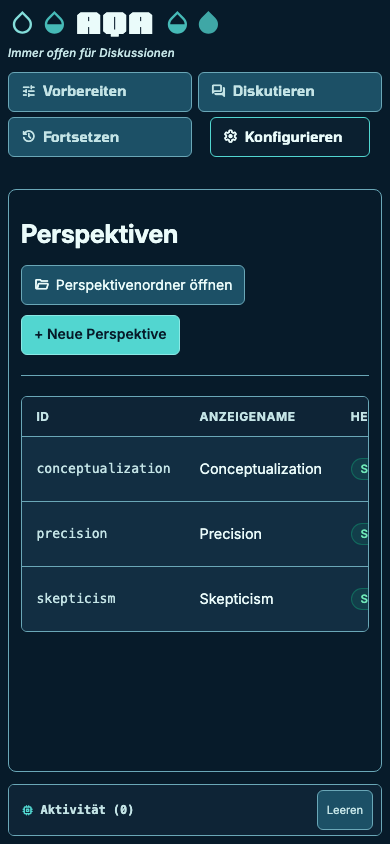 AQA
Immer offen für Diskussionen
Vorbereiten
Diskutieren
Fortsetzen
Konfigurieren
Perspektiven
Perspektivenordner öffnen
+ Neue Perspektive
ID ANZEIGENAME HE
conceptualization Conceptualization S
precision Precision S
skepticism Skepticism S
Aktivität (0) Leeren